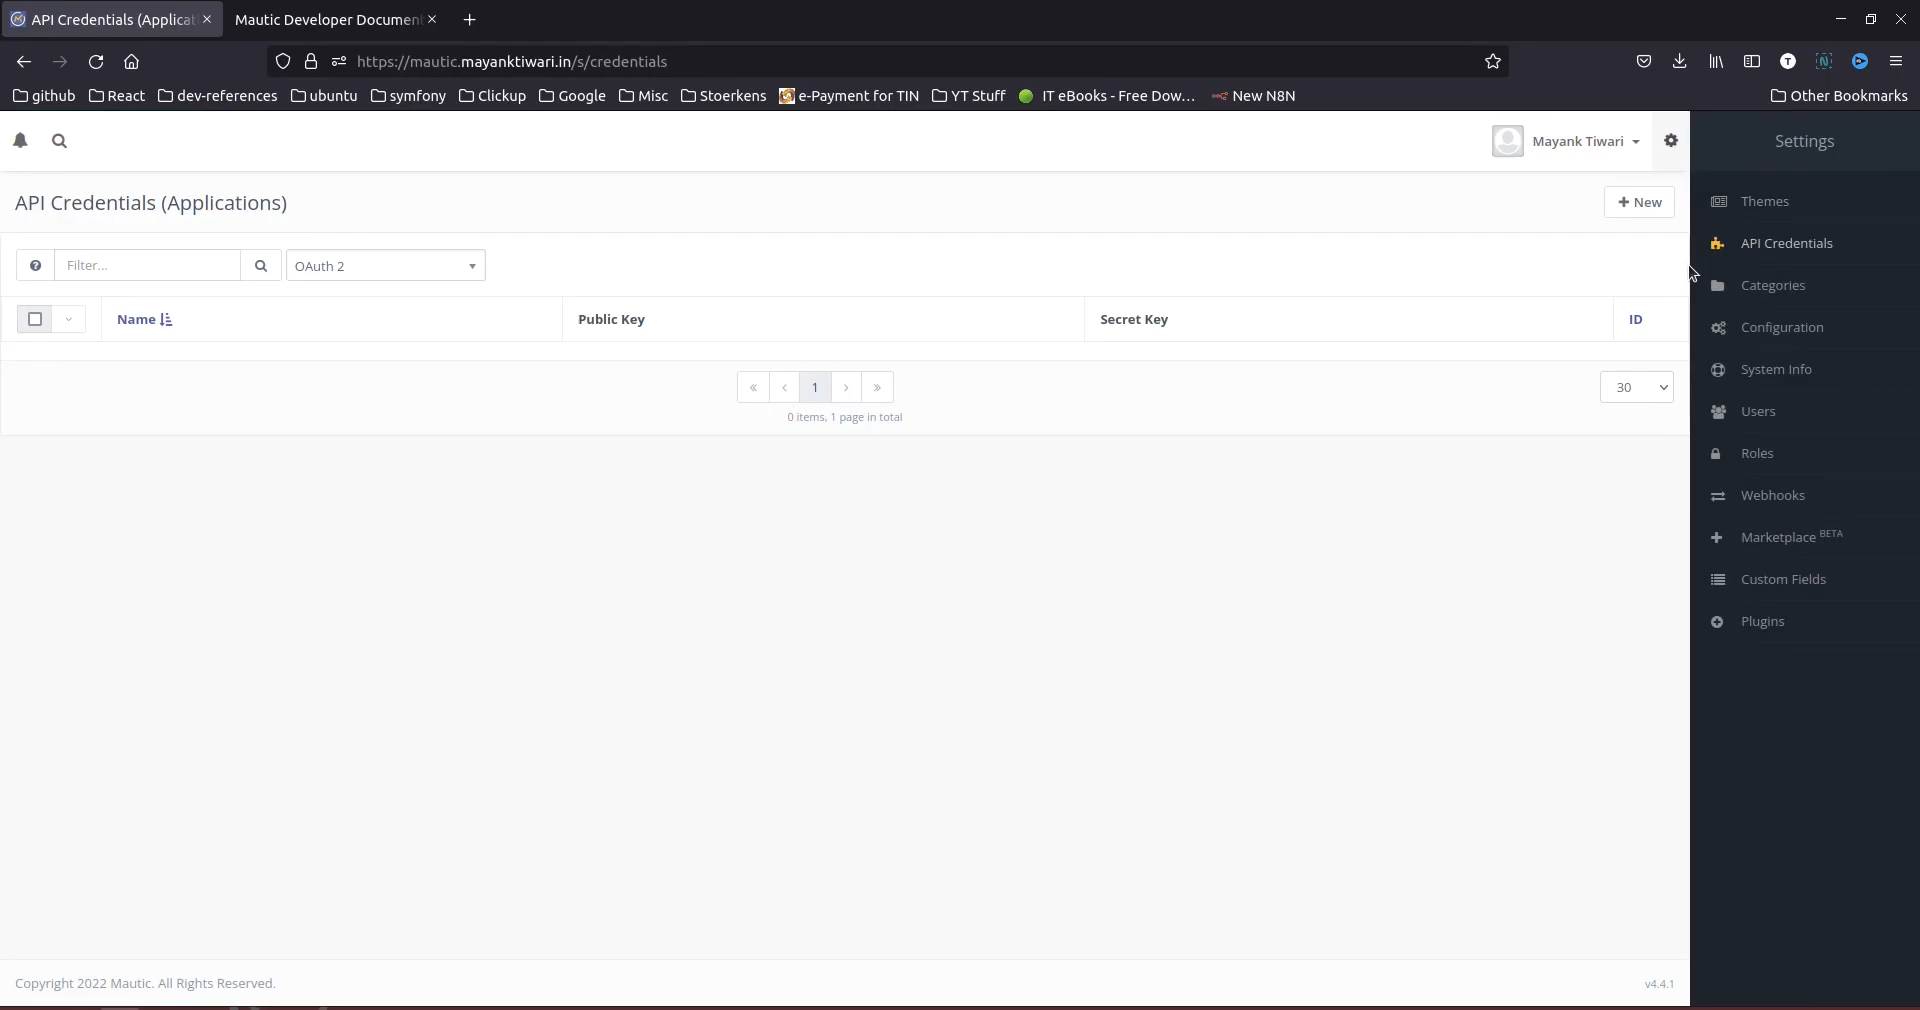 API Credentials (Applicat
Mautic Developer Documen
https://mautic.mayanktiwari.in/s/credentials
github React dev-references ubuntu symfony Clickup Google Misc Stoerkens e-Payment for TIN YT Stuff IT eBooks - Free Dow... New N8N Other Bookmarks
Mayank Tiwari
Settings
API Credentials (Applications)
New
Filter...
OAuth 2
Name Public Key Secret Key ID
« ‹ 1 › »
30
0 items, 1 page in total
Themes
API Credentials
Categories
Configuration
System Info
Users
Roles
Webhooks
Marketplace BETA
Custom Fields
Plugins
Copyright 2022 Mautic. All Rights Reserved.
v4.4.1